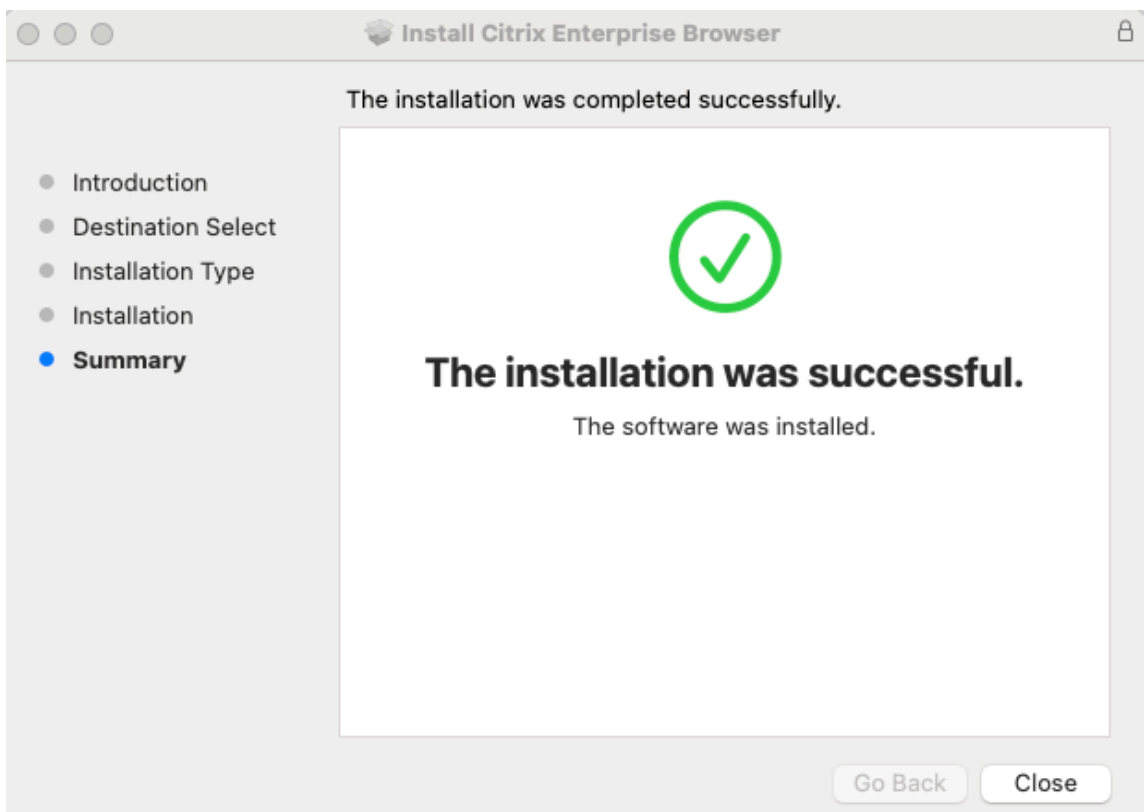 Install Citrix Enterprise Browser
The installation was completed successfully.
Introduction
Destination Select
Installation Type
Installation
Summary
The installation was successful.
The software was installed.
Go Back
Close